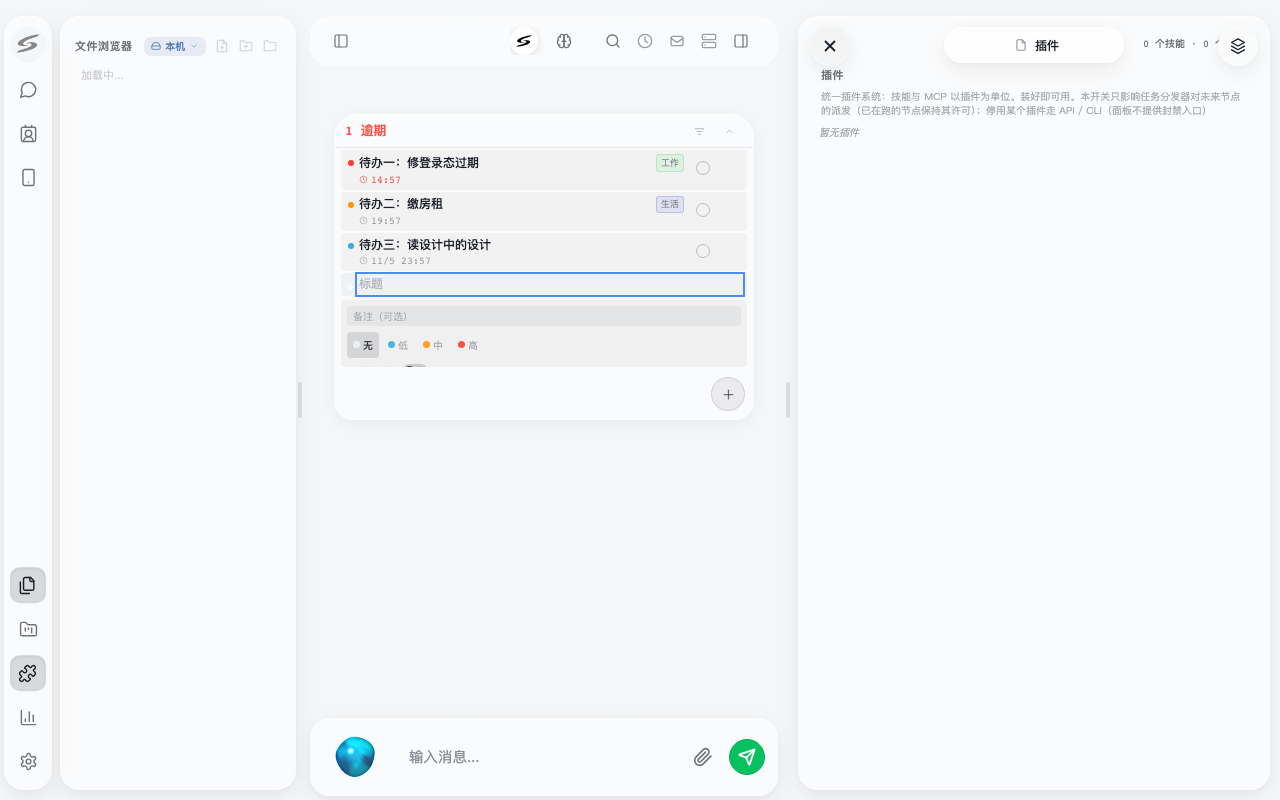 文件浏览器
本机
加载中...
1 逾期
待办一：修登录态过期
14:57
工作
待办二：缴房租
19:57
生活
待办三：读设计中的设计
11/5 23:57
标题
备注（可选）
无
低
中
高
输入消息...
插件
0 个技能 · 0
插件
统一插件系统：技能与 MCP 以插件为单位。装好即可用。本开关只影响任务分发器对未来节点
的派发（已在跑的节点保持其许可）；停用某个插件走 API / CLI（面板不提供封禁入口）
暂无插件